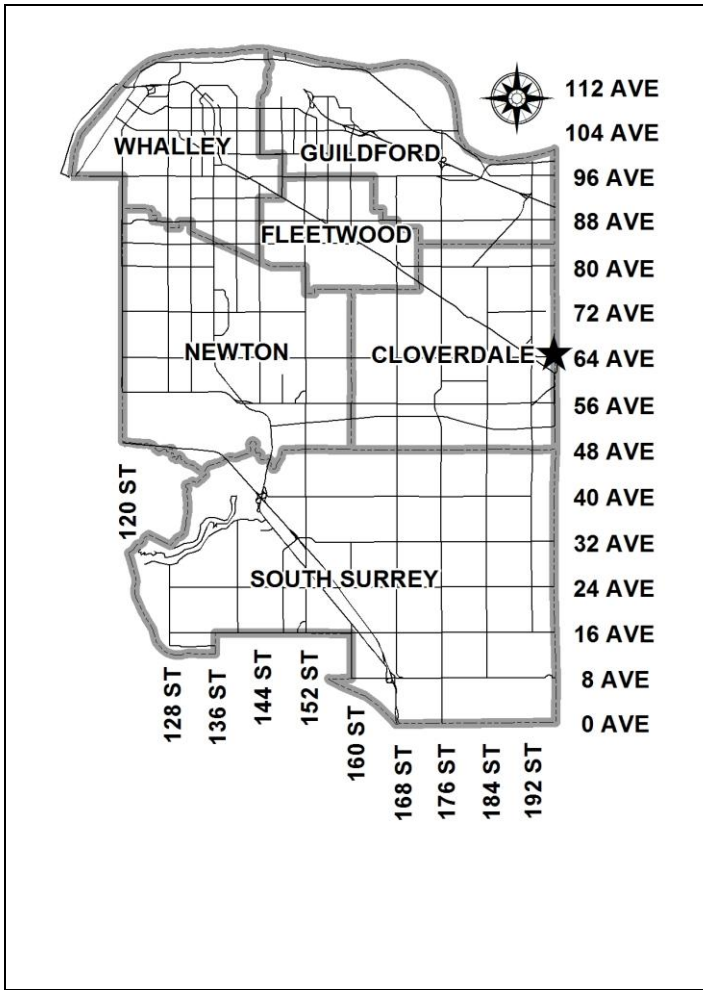 112 AVE
104 AVE
WHALLEY
GUILDFORD
96 AVE
88 AVE
FLEETWOOD
80 AVE
72 AVE
NEWTON
CLOVERDALE
64 AVE
56 AVE
48 AVE
120 ST
40 AVE
32 AVE
SOUTH SURREY
24 AVE
16 AVE
8 AVE
0 AVE
128 ST
136 ST
144 ST
152 ST
160 ST
168 ST
176 ST
184 ST
192 ST